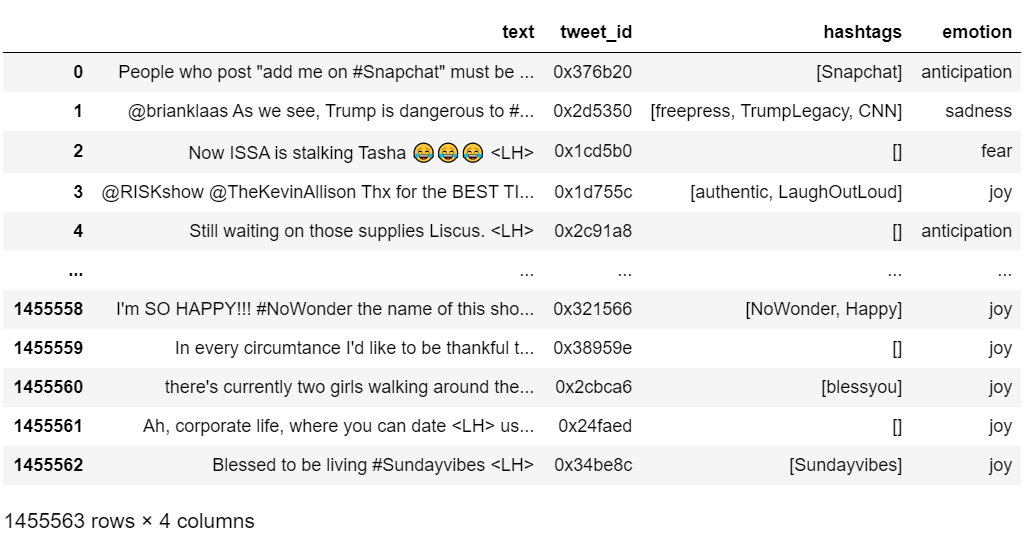 text tweet_id hashtags emotion
0 People who post "add me on #Snapchat" must be ... 0x376b20 [Snapchat] anticipation
1 @brianklaas As we see, Trump is dangerous to #... 0x2d5350 [freepress, TrumpLegacy, CNN] sadness
2 Now ISSA is stalking Tasha 😂😂😂 <LH> 0x1cd5b0 [] fear
3 @RISKshow @TheKevinAllison Thx for the BEST TI... 0x1d755c [authentic, LaughOutLoud] joy
4 Still waiting on those supplies Liscus. <LH> 0x2c91a8 [] anticipation
... ... ... ... ...
1455558 I'm SO HAPPY!!! #NoWonder the name of this sho... 0x321566 [NoWonder, Happy] joy
1455559 In every circumtance I'd like to be thankful t... 0x38959e [] joy
1455560 there's currently two girls walking around the... 0x2cbca6 [blessyou] joy
1455561 Ah, corporate life, where you can date <LH> us... 0x24faed [] joy
1455562 Blessed to be living #Sundayvibes <LH> 0x34be8c [Sundayvibes] joy
1455563 rows × 4 columns